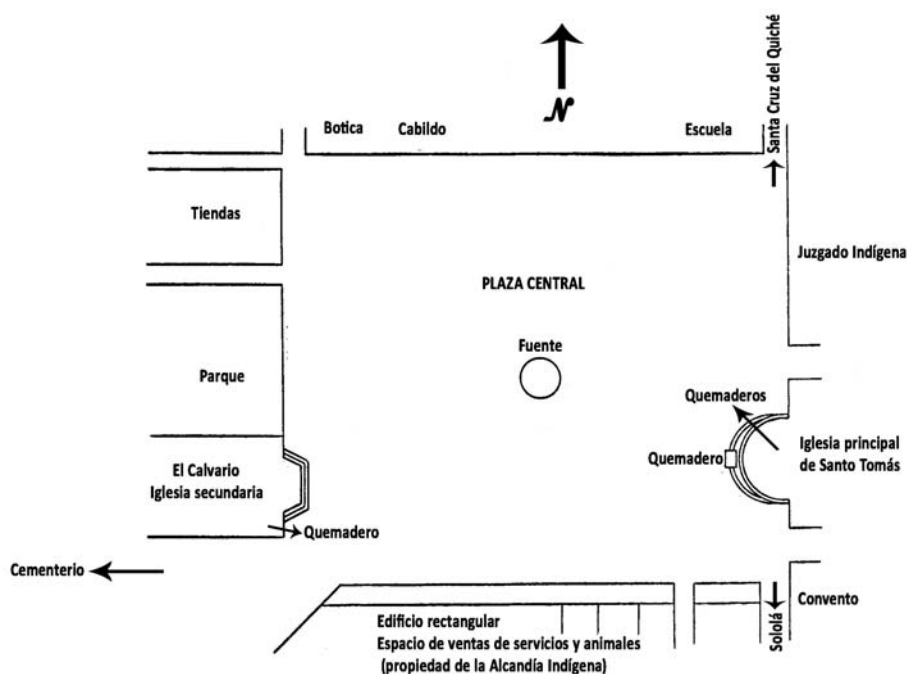 N
Santa Cruz del Quiché
Botica
Cabildo
Escuela
Tiendas
Juzgado Indígena
PLAZA CENTRAL
Fuente
Parque
Quemaderos
Iglesia principal
de Santo Tomás
Quemadero
El Calvario
Iglesia secundaria
Quemadero
Cementerio
Convento
Sololá
Edificio rectangular
Espacio de ventas de servicios y animales
(propiedad de la Alcandía Indígena)